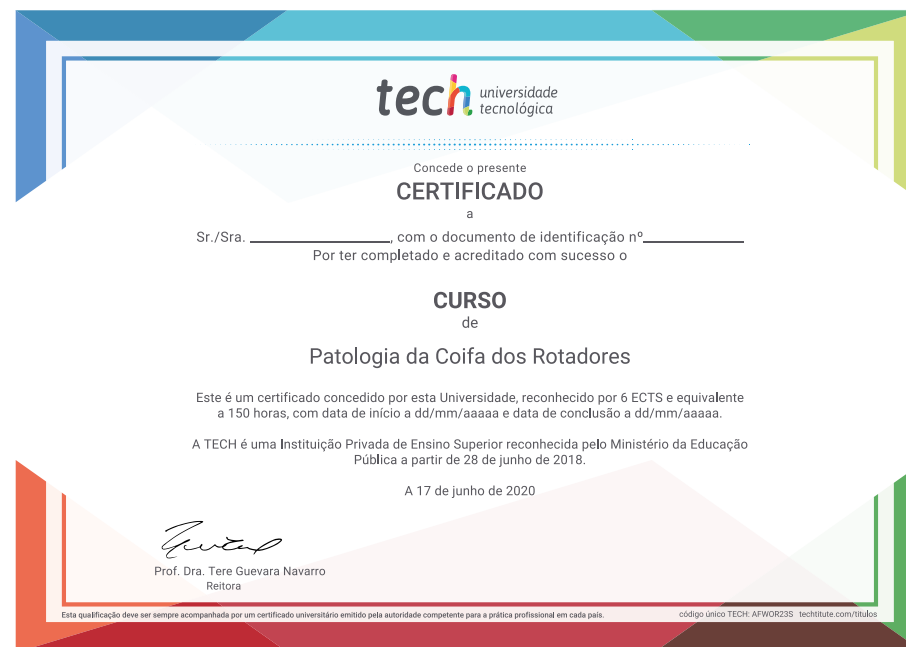 tech universidade
tecnológica
Concede o presente
CERTIFICADO
a
Sr./Sra. ____________________, com o documento de identificação nº______________
Por ter completado e acreditado com sucesso o
CURSO
de
Patologia da Coifa dos Rotadores
Este é um certificado concedido por esta Universidade, reconhecido por 6 ECTS e equivalente
a 150 horas, com data de início a dd/mm/aaaaa e data de conclusão a dd/mm/aaaaa.
A TECH é uma Instituição Privada de Ensino Superior reconhecida pelo Ministério da Educação
Pública a partir de 28 de junho de 2018.
A 17 de junho de 2020
Prof. Dra. Tere Guevara Navarro
Reitora
Esta qualificação deve ser sempre acompanhada por um certificado universitário emitido pela autoridade competente para a prática profissional em cada país.
código único TECH: AFWOR23S techtitute.com/titulos